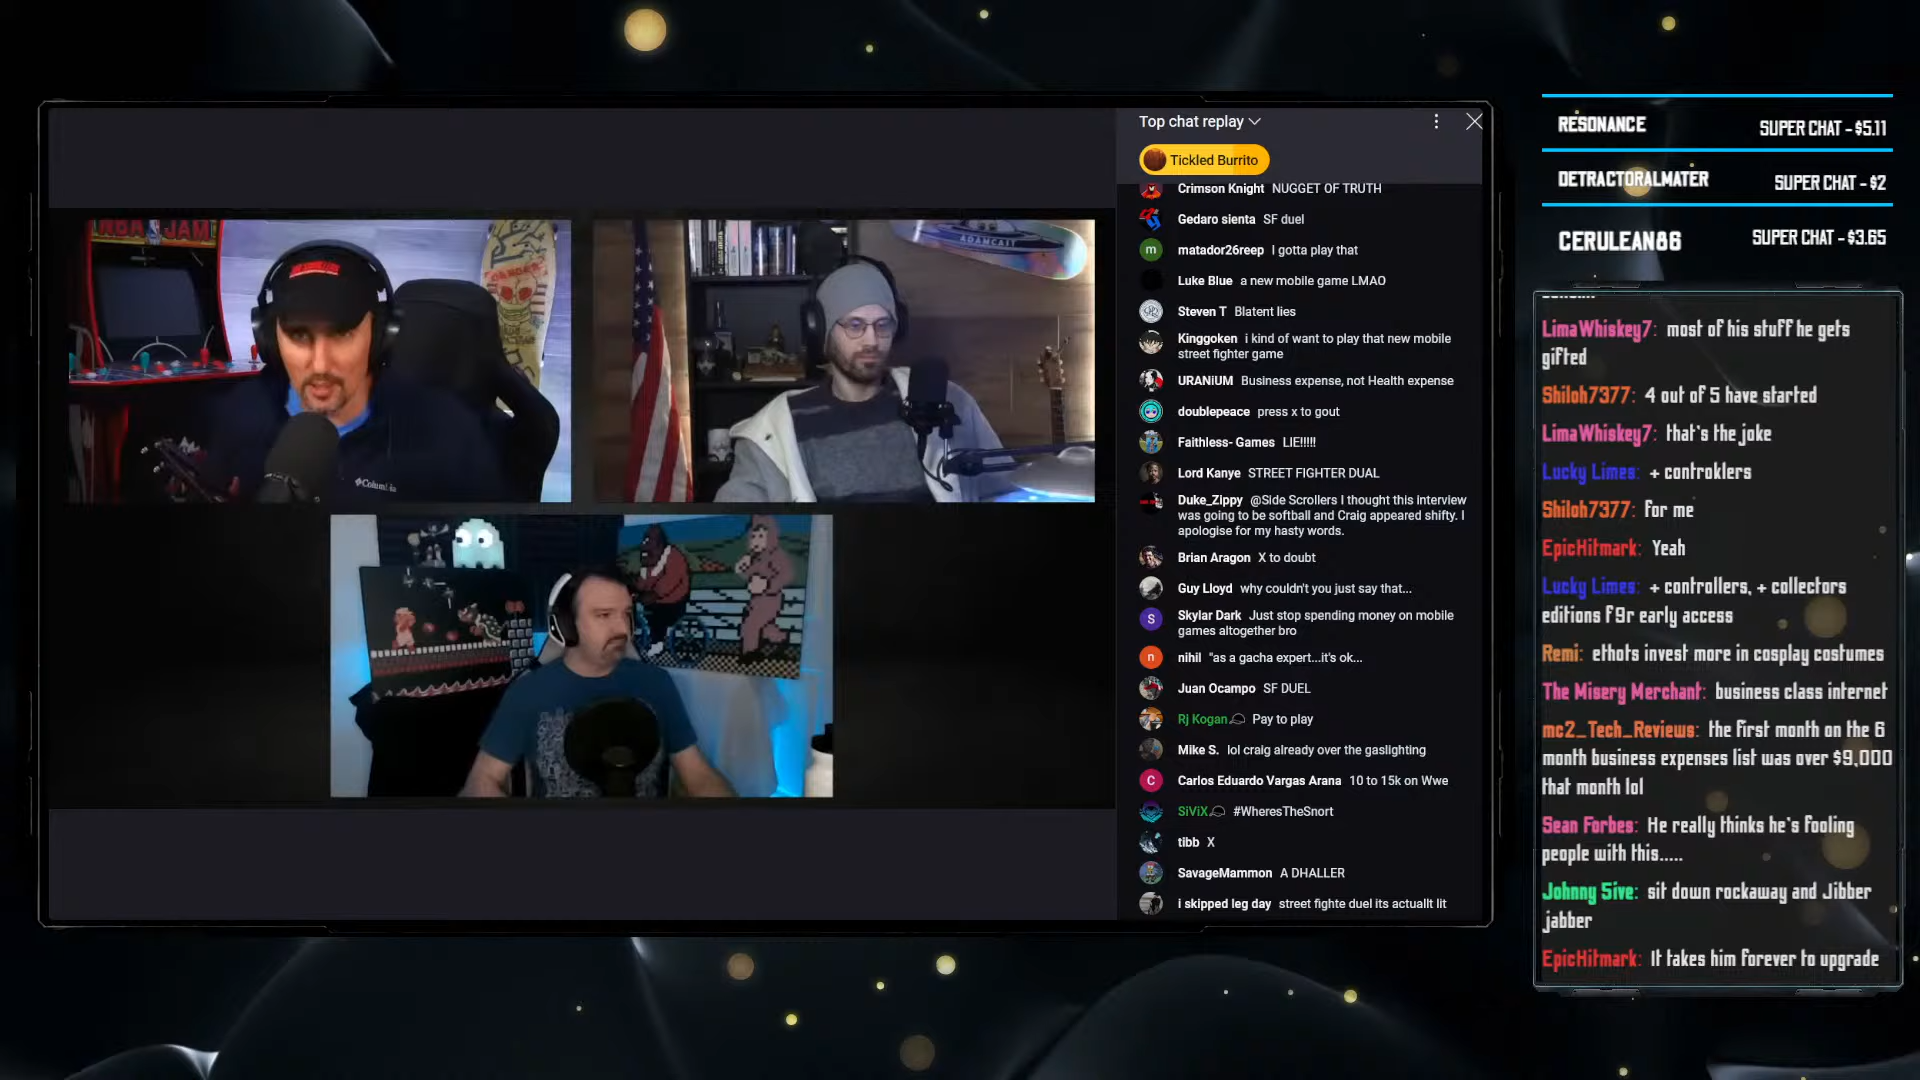 NBA JAM
Columbia
ADAMCAIT
Top chat replay
Tickled Burrito
Crimson Knight NUGGET OF TRUTH
Gedaro sienta SF duel
m
matador26reep I gotta play that
Luke Blue a new mobile game LMAO
Steven T Blatent lies
Kinggoken i kind of want to play that new mobile
street fighter game
URANiUM Business expense, not Health expense
doublepeace press x to gout
Faithless- Games LIE!!!!!
Lord Kanye STREET FIGHTER DUAL
Duke_Zippy @Side Scrollers I thought this interview
was going to be softball and Craig appeared shifty. I
apologise for my hasty words.
Brian Aragon X to doubt
Guy Lloyd why couldn't you just say that...
S
Skylar Dark Just stop spending money on mobile
games altogether bro
n
nihil "as a gacha expert...it's ok...
Juan Ocampo SF DUEL
Rj Kogan Pay to play
Mike S. lol craig already over the gaslighting
C
Carlos Eduardo Vargas Arana 10 to 15k on Wwe
SiViX #WheresTheSnort
tibb X
SavageMammon A DHALLER
i skipped leg day street fighte duel its actuallt lit
RESONANCE SUPER CHAT - $5.11
DETRACTORALMATER SUPER CHAT - $2
CERULEAN86 SUPER CHAT - $3.65
LimaWhiskey7: most of his stuff he gets
gifted
Shiloh7377: 4 out of 5 have started
LimaWhiskey7: that's the joke
Lucky Limes: + controklers
Shiloh7377: for me
EpicHitmark: Yeah
Lucky Limes: + controllers, + collectors
editions f9r early access
Remi: ethots invest more in cosplay costumes
The Misery Merchant: business class internet
mc2_Tech_Reviews: the first month on the 6
month business expenses list was over $9,000
that month lol
Sean Forbes: He really thinks he's fooling
people with this.....
Johnny 5ive: sit down rockaway and Jibber
jabber
EpicHitmark: It takes him forever to upgrade